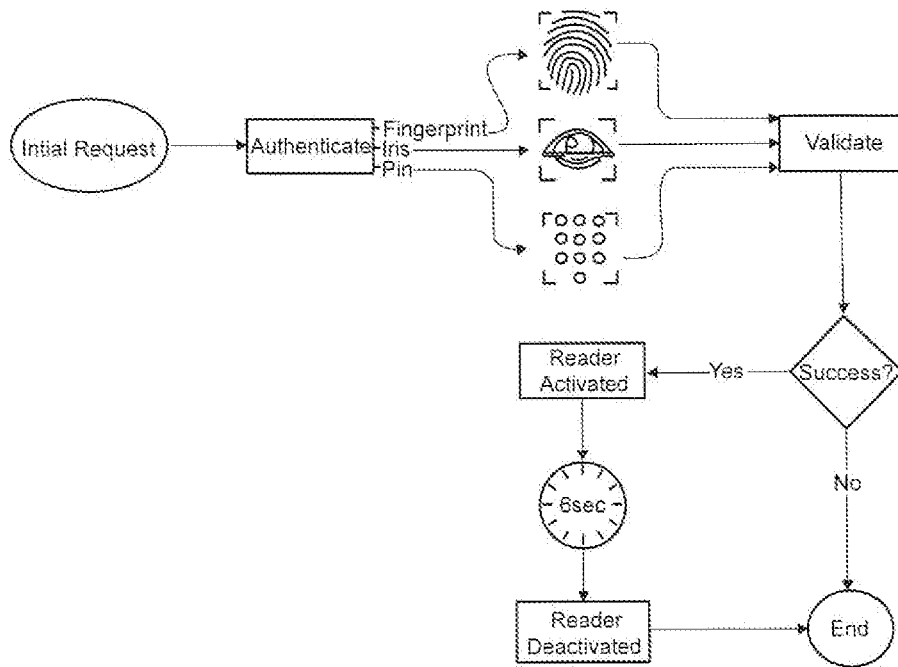 Intial Request
Authenticate
Fingerprint
Iris
Pin
Validate
Success?
Yes
No
Reader
Activated
6sec
Reader
Deactivated
End